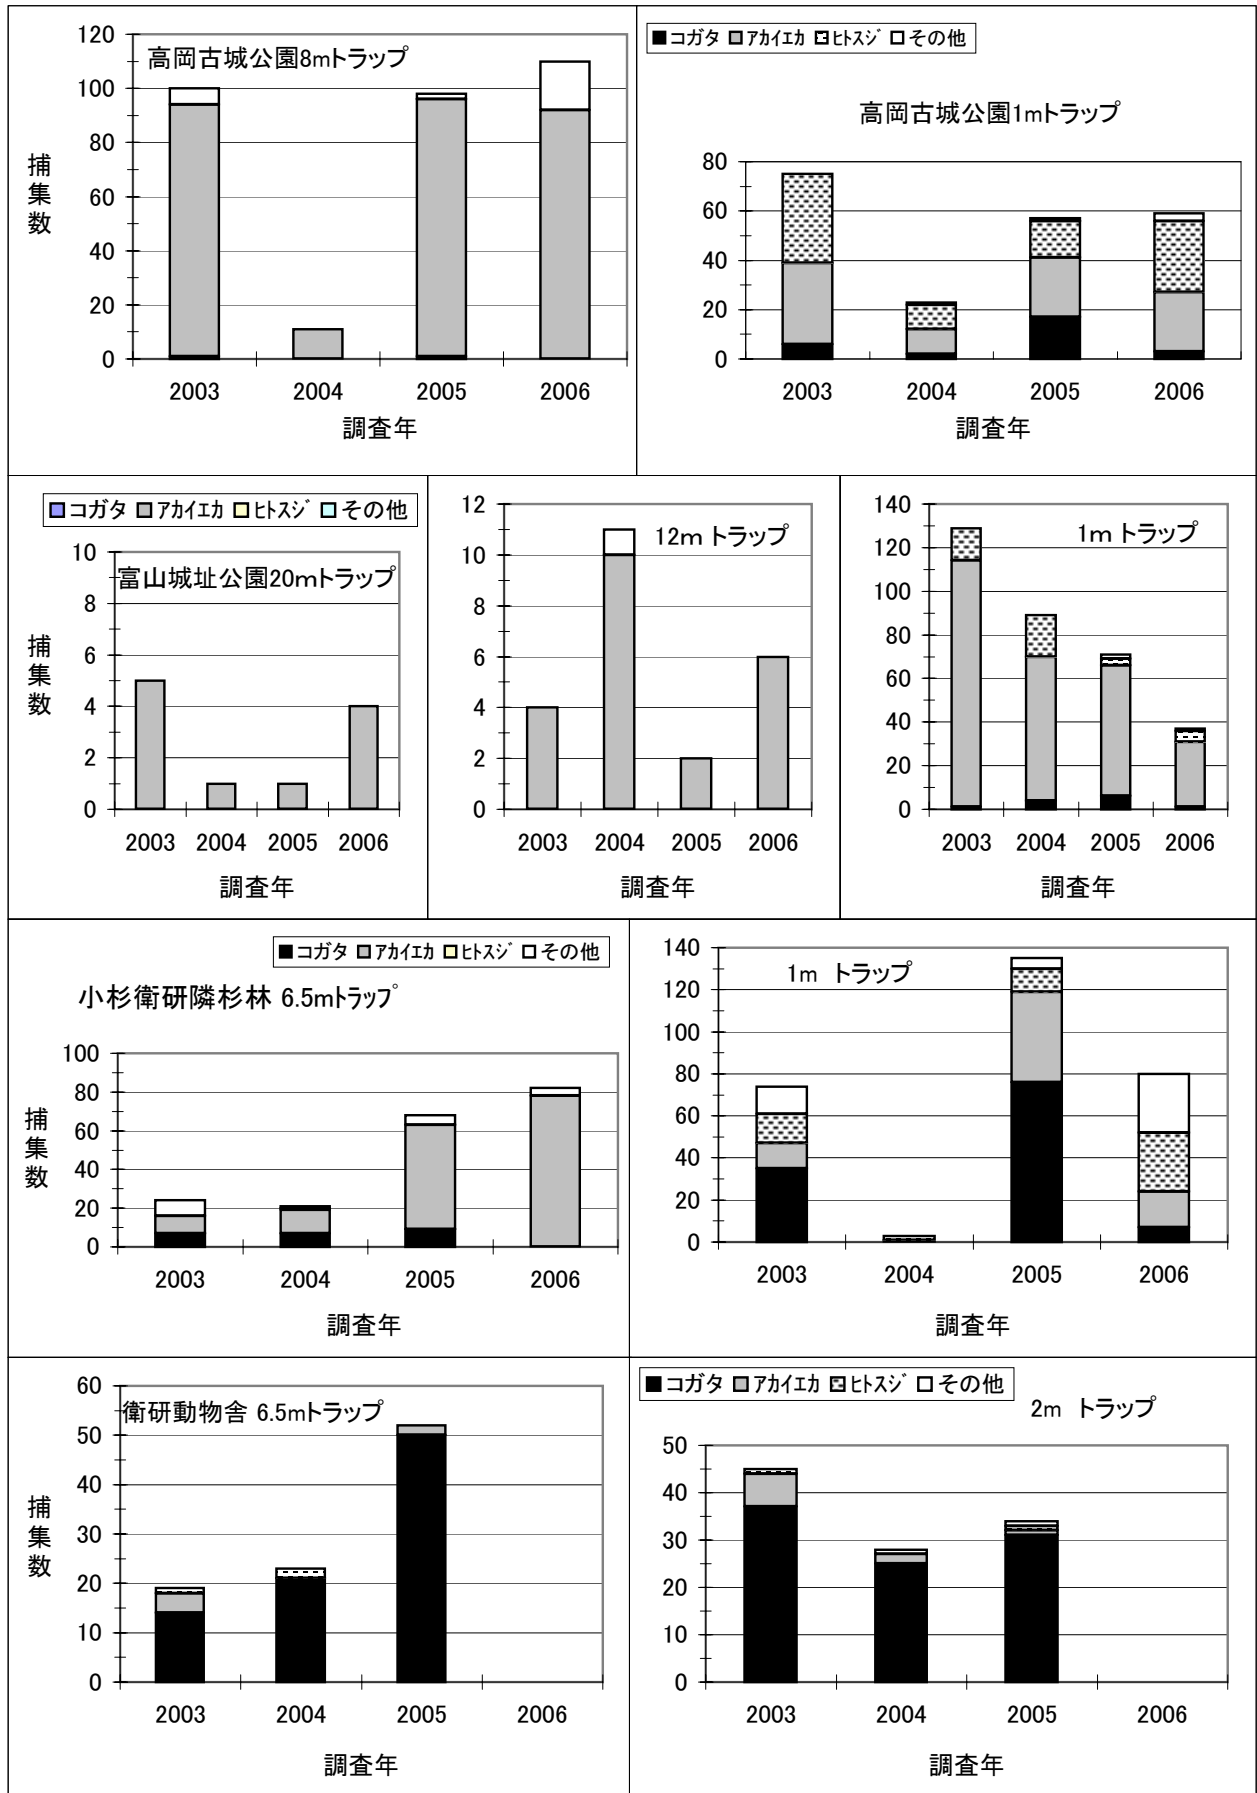 高岡古城公園8mトラップ
120
100
80
60
40
20
0
捕集数
2003 2004 2005 2006
調査年
コガタ アカイエカ ヒトスジ その他
高岡古城公園1mトラップ
80
60
40
20
0
2003 2004 2005 2006
調査年
コガタ アカイエカ ヒトスジ その他
富山城址公園20mトラップ
10
8
6
4
2
0
捕集数
2003 2004 2005 2006
調査年
12m トラップ
12
10
8
6
4
2
0
2003 2004 2005 2006
調査年
1m トラップ
140
120
100
80
60
40
20
0
2003 2004 2005 2006
調査年
コガタ アカイエカ ヒトスジ その他
小杉衛研隣杉林 6.5mトラップ
100
80
60
40
20
0
捕集数
2003 2004 2005 2006
調査年
1m トラップ
140
120
100
80
60
40
20
0
2003 2004 2005 2006
調査年
衛研動物舎 6.5mトラップ
60
50
40
30
20
10
0
捕集数
2003 2004 2005 2006
調査年
コガタ アカイエカ ヒトスジ その他
2m トラップ
50
40
30
20
10
0
2003 2004 2005 2006
調査年